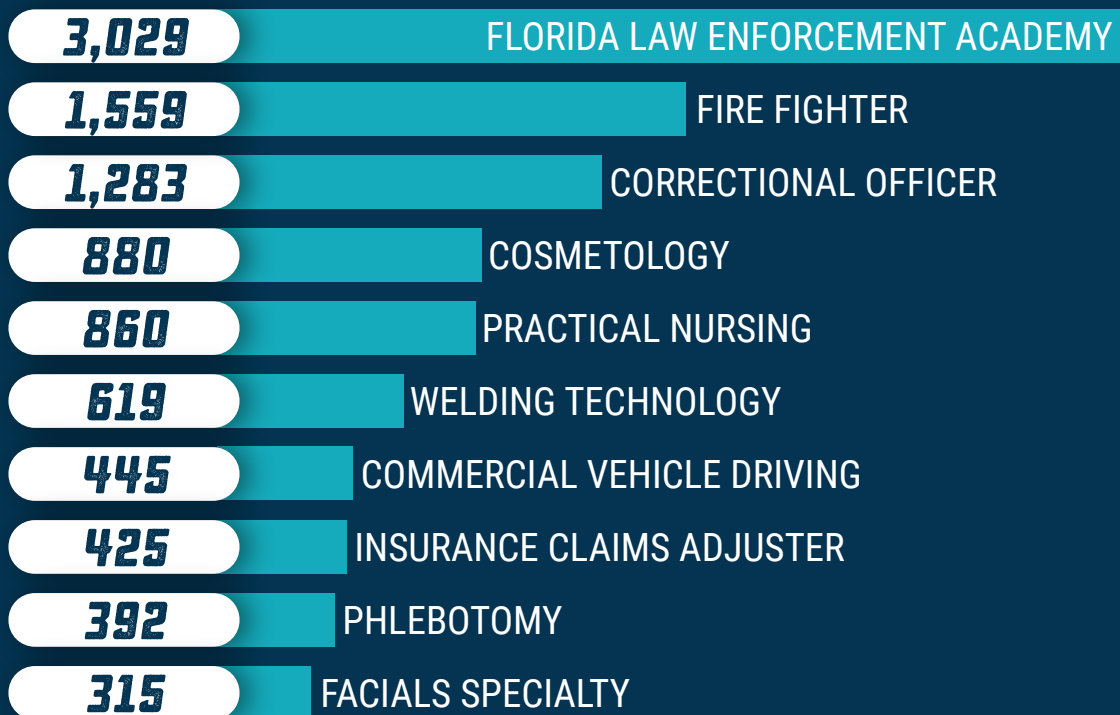 3,029 FLORIDA LAW ENFORCEMENT ACADEMY
1,559 FIRE FIGHTER
1,283 CORRECTIONAL OFFICER
880 COSMETOLOGY
860 PRACTICAL NURSING
619 WELDING TECHNOLOGY
445 COMMERCIAL VEHICLE DRIVING
425 INSURANCE CLAIMS ADJUSTER
392 PHLEBOTOMY
315 FACIALS SPECIALTY